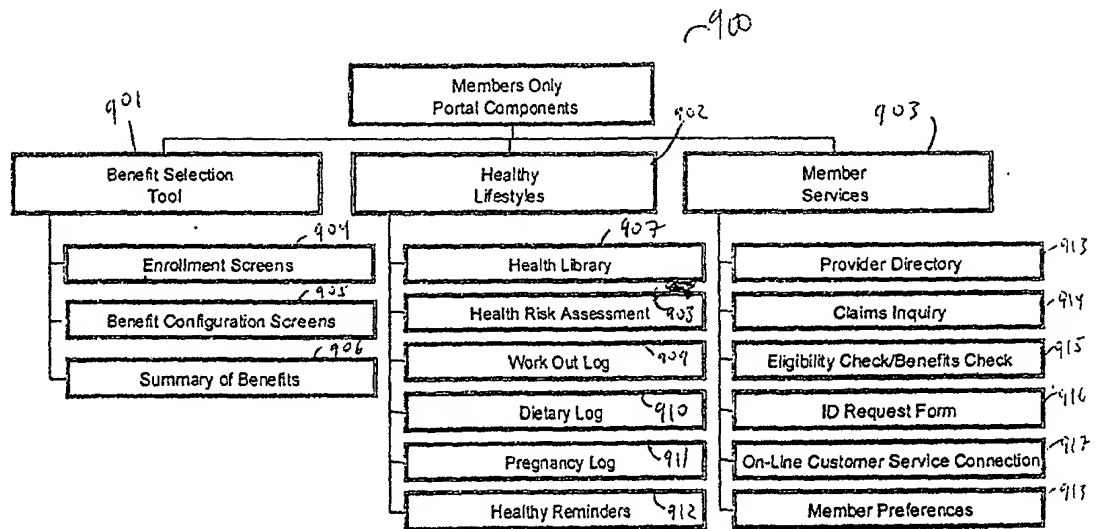 900
Members Only
Portal Components
901
902
903
Benefit Selection
Tool
Healthy
Lifestyles
Member
Services
904
Enrollment Screens
905
Benefit Configuration Screens
906
Summary of Benefits
907
Health Library
Health Risk Assessment 903
Work Out Log 909
Dietary Log 910
Pregnancy Log 911
Healthy Reminders 912
Provider Directory 913
Claims Inquiry 914
Eligibility Check/Benefits Check 915
ID Request Form 916
On-Line Customer Service Connection 917
Member Preferences 913